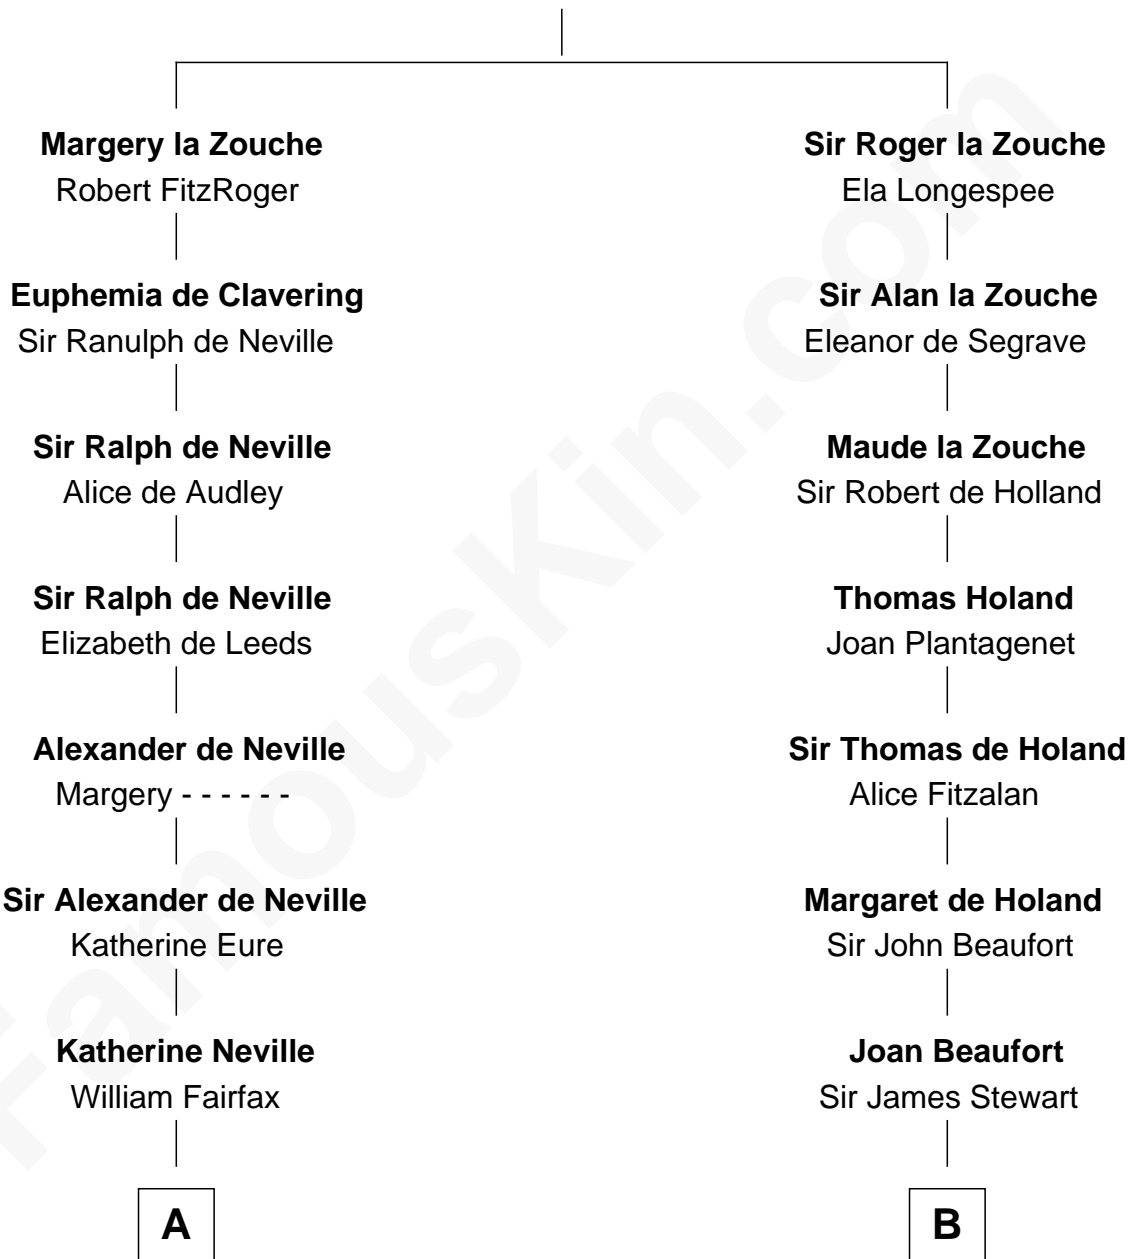 Margery la Zouche
Robert FitzRoger
Euphemia de Clavering
Sir Ranulph de Neville
Sir Ralph de Neville
Alice de Audley
Sir Ralph de Neville
Elizabeth de Leeds
Alexander de Neville
Margery - - - - - -
Sir Alexander de Neville
Katherine Eure
Katherine Neville
William Fairfax
A
Sir Roger la Zouche
Ela Longespee
Sir Alan la Zouche
Eleanor de Segrave
Maude la Zouche
Sir Robert de Holland
Thomas Holand
Joan Plantagenet
Sir Thomas de Holand
Alice Fitzalan
Margaret de Holand
Sir John Beaufort
Joan Beaufort
Sir James Stewart
B
FamousKin.com